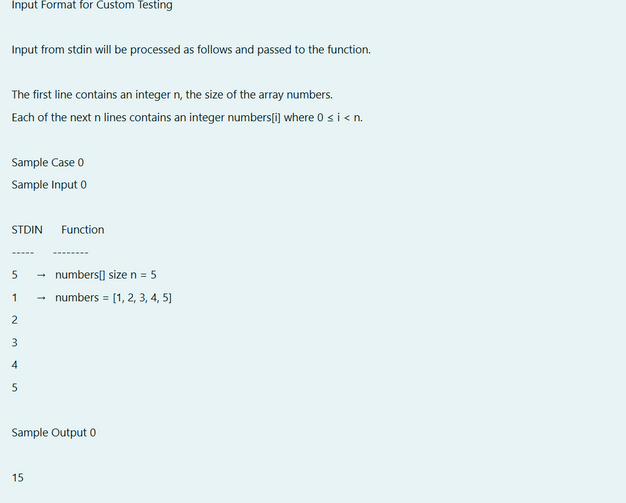 Input Format for Custom Testing
Input from stdin will be processed as follows and passed to the function.
The first line contains an integer n, the size of the array numbers.
Each of the next n lines contains an integer numbers[i] where 0 ≤ i < n.
Sample Case 0
Sample Input 0
STDIN Function
----- --------
5 → numbers[] size n = 5
1 → numbers = [1, 2, 3, 4, 5]
2
3
4
5
Sample Output 0
15